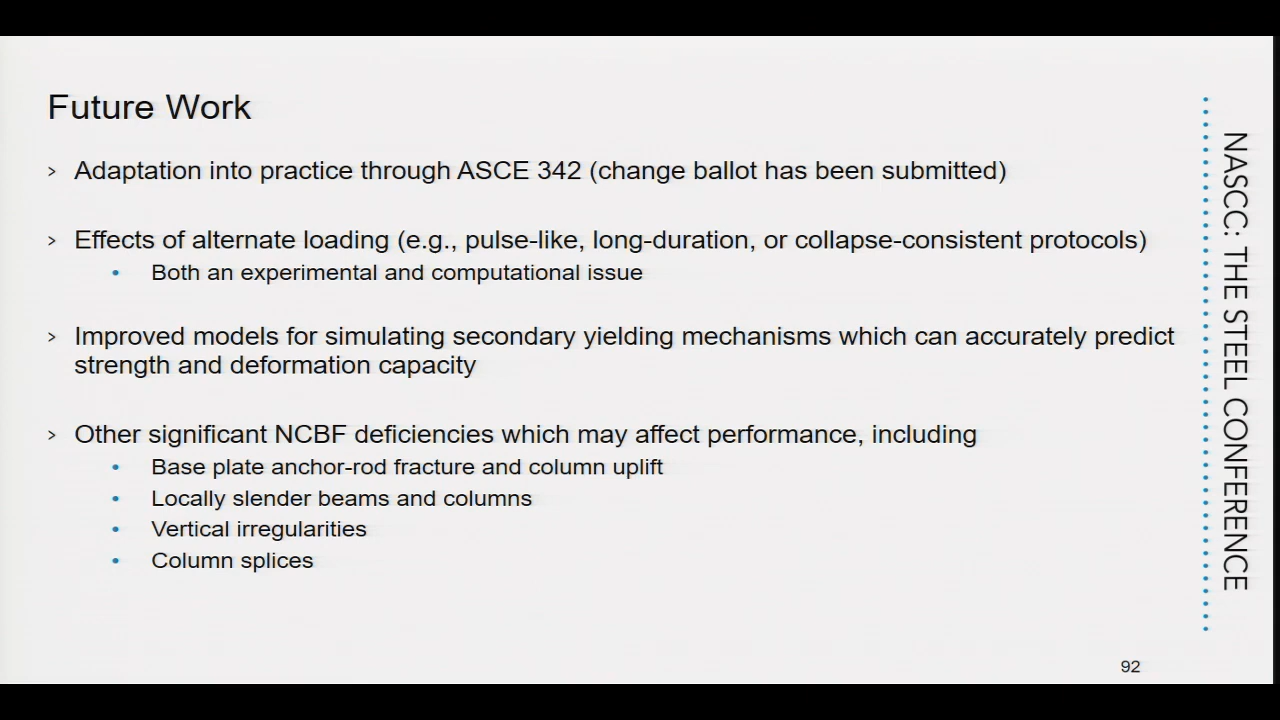 Future Work
> Adaptation into practice through ASCE 342 (change ballot has been submitted)
> Effects of alternate loading (e.g., pulse-like, long-duration, or collapse-consistent protocols)
• Both an experimental and computational issue
> Improved models for simulating secondary yielding mechanisms which can accurately predict
strength and deformation capacity
> Other significant NCBF deficiencies which may affect performance, including
• Base plate anchor-rod fracture and column uplift
• Locally slender beams and columns
• Vertical irregularities
• Column splices
92
NASCC: THE STEEL CONFERENCE